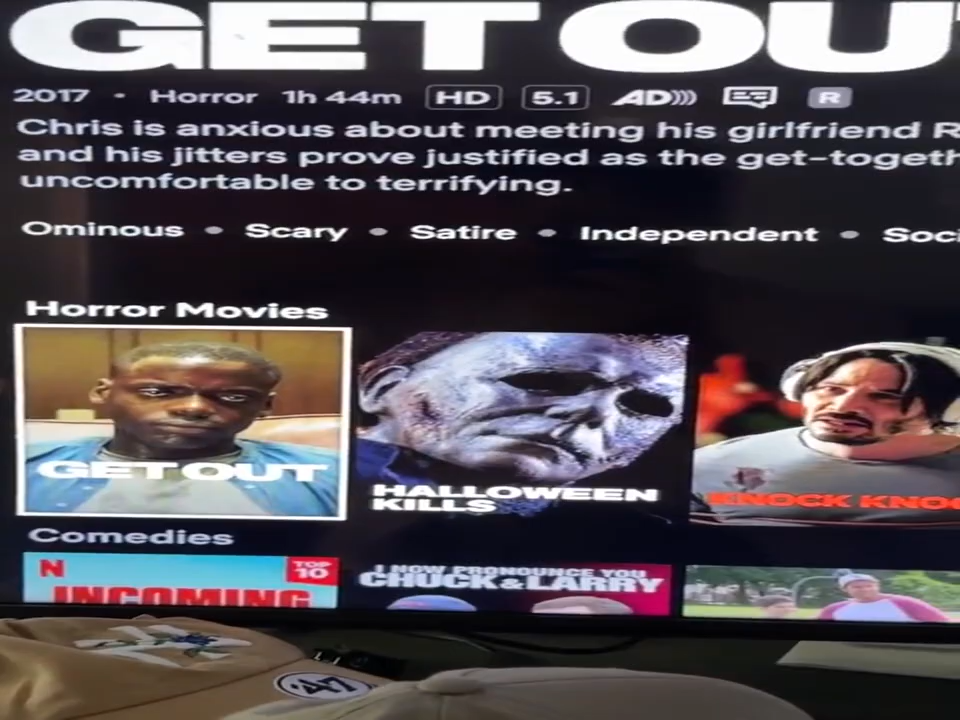 GET OU
2017 • Horror 1h 44m HD 5.1 AD))) R
Chris is anxious about meeting his girlfriend R
and his jitters prove justified as the get-togeth
uncomfortable to terrifying.
Ominous • Scary • Satire • Independent • Soci
Horror Movies
GET OUT
HALLOWEEN
KILLS
KNOCK KNOC
Comedies
N
TOP
10
INCOMING
I NOW PRONOUNCE YOU
CHUCK & LARRY
'47